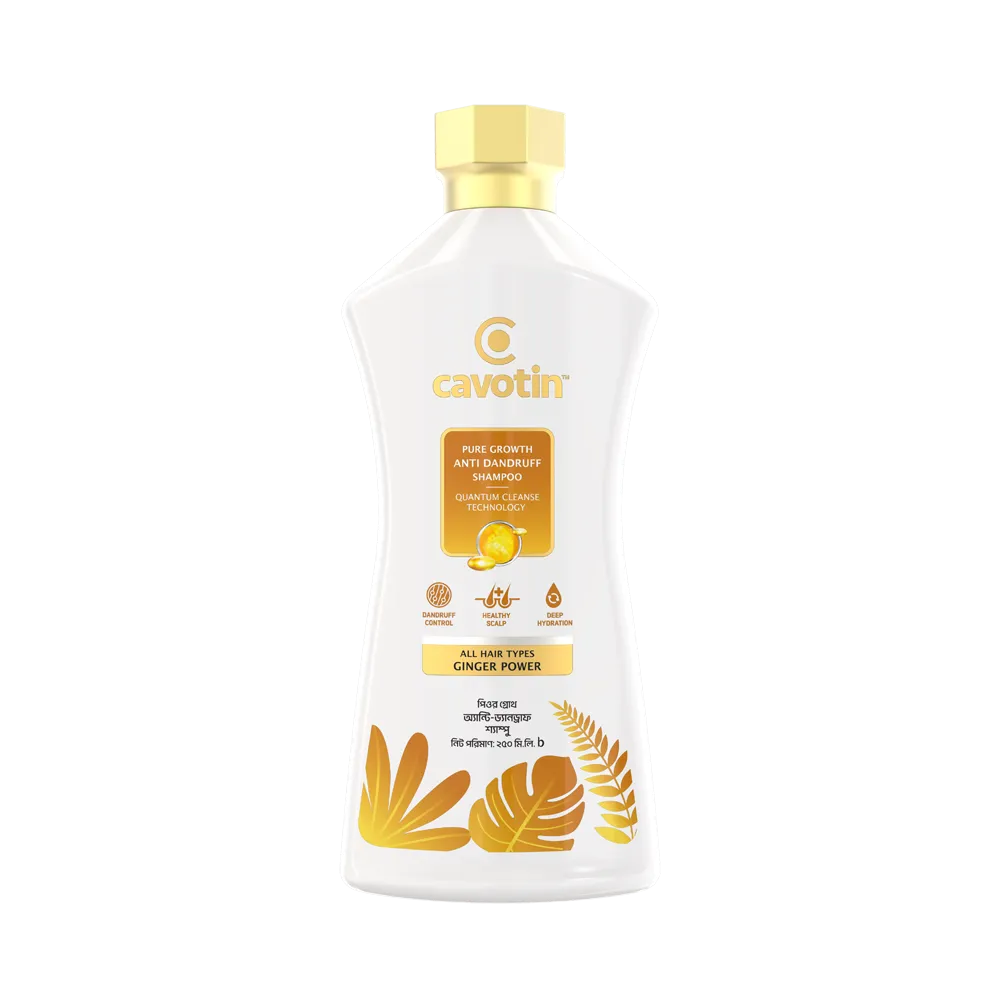 cavotin™
PURE GROWTH
ANTI DANDRUFF
SHAMPOO
QUANTUM CLEANSE
TECHNOLOGY
DANDRUFF
CONTROL
HEALTHY
SCALP
DEEP
HYDRATION
ALL HAIR TYPES
GINGER POWER
পিওর গ্রোথ
অ্যান্টি-ড্যানড্রাফ
শ্যাম্পু
নিট পরিমাণ: ২৫০ মি.লি. b